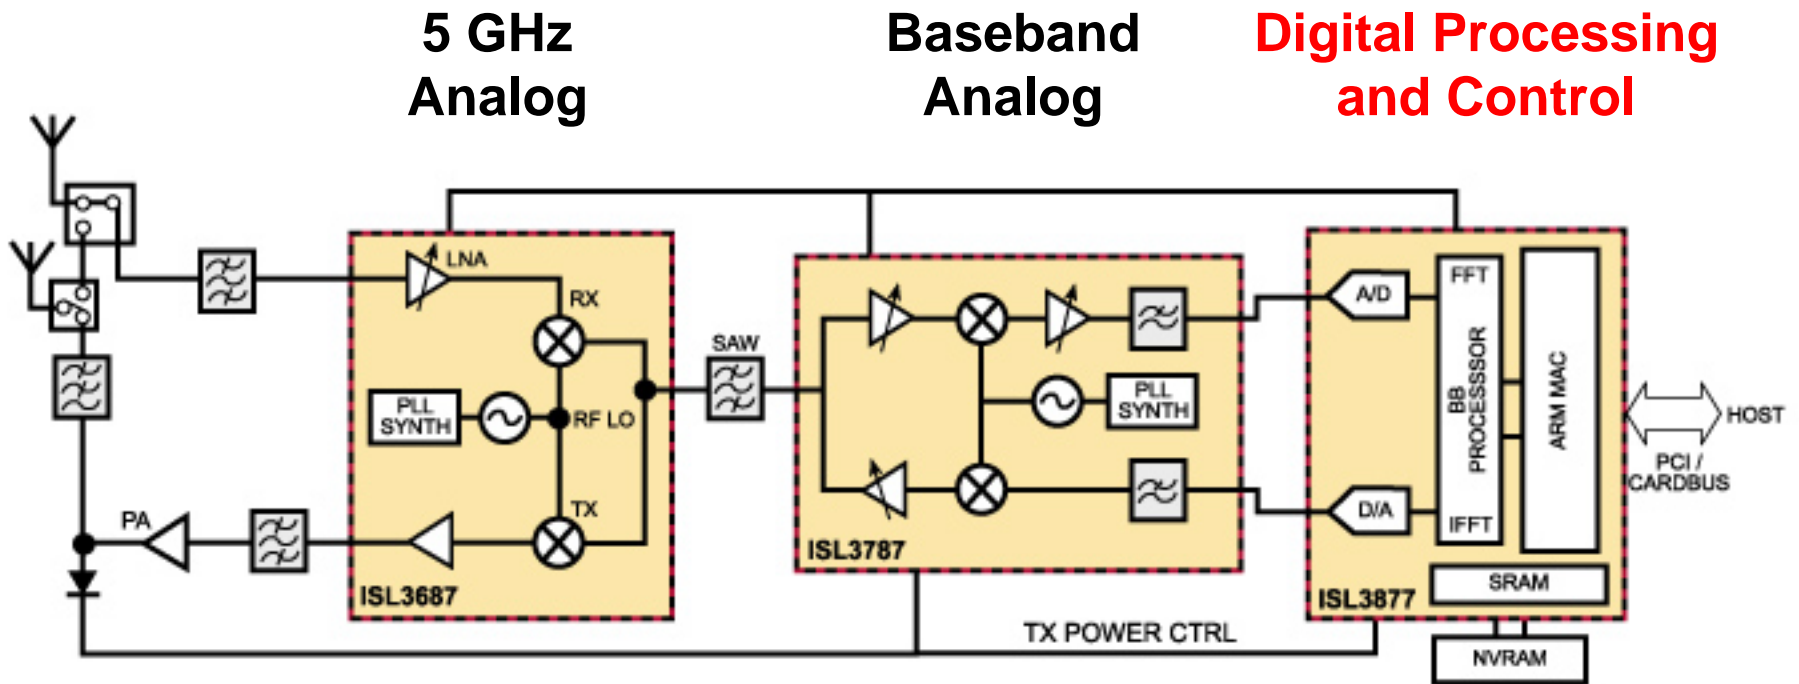 5 GHz
Analog
Baseband
Analog
Digital Processing
and Control
LNA
RX
PLL
SYNTH
RF LO
TX
PA
ISL3687
SAW
PLL
SYNTH
ISL3787
A/D
FFT
BB
PROCESSSOR
IFFT
ARM MAC
D/A
SRAM
ISL3877
HOST
PCI /
CARDBUS
TX POWER CTRL
NVRAM